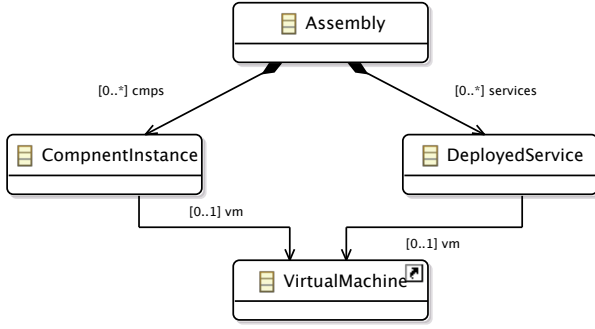 Assembly
[0..*] cmps
[0..*] services
CompnentInstance
DeployedService
[0..1] vm
[0..1] vm
VirtualMachine